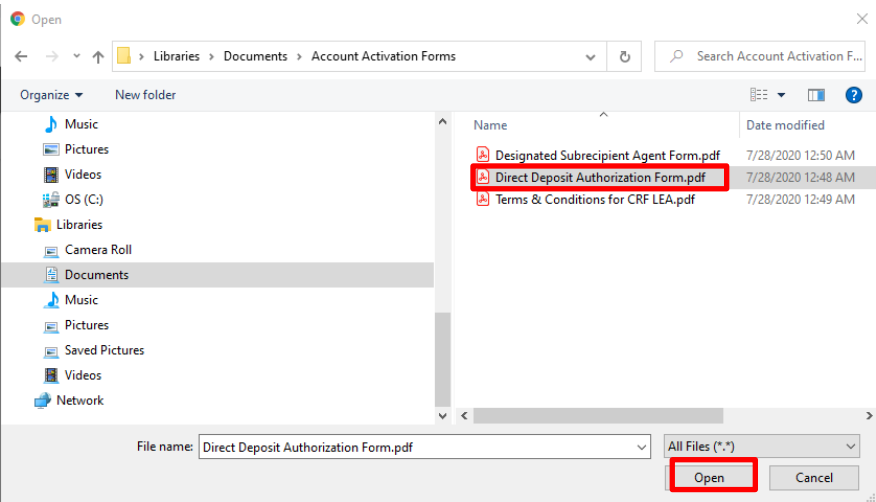 Open
Libraries > Documents > Account Activation Forms
Search Account Activation F...
Organize
New folder
Music
Pictures
Videos
OS (C:)
Libraries
Camera Roll
Documents
Music
Pictures
Saved Pictures
Videos
Network
Name
Date modified
Designated Subrecipient Agent Form.pdf 7/28/2020 12:50 AM
Direct Deposit Authorization Form.pdf 7/28/2020 12:48 AM
Terms & Conditions for CRF LEA.pdf 7/28/2020 12:49 AM
File name: Direct Deposit Authorization Form.pdf
All Files (*.*)
Open
Cancel